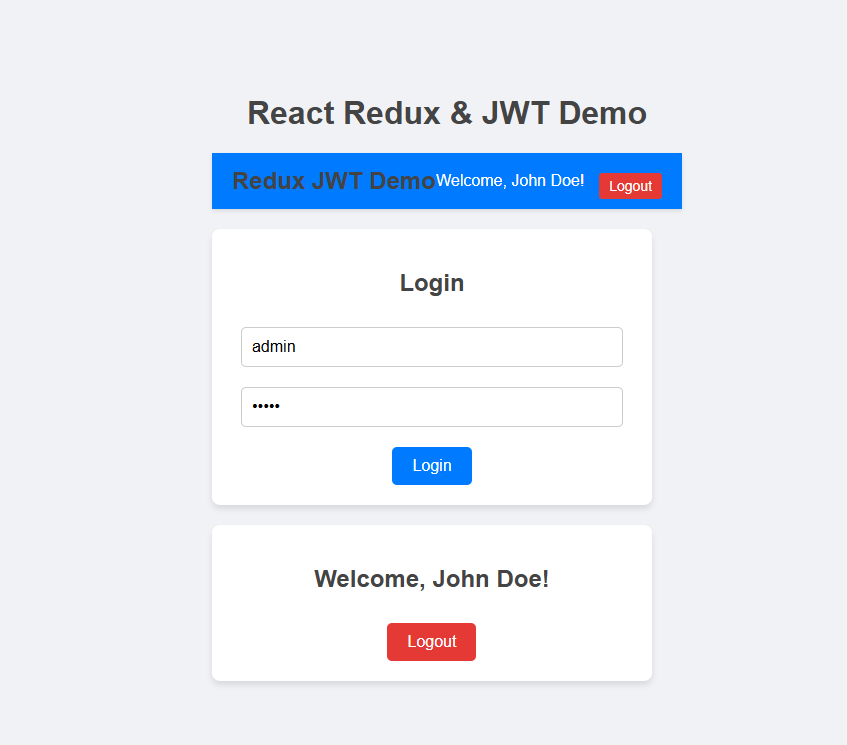 React Redux & JWT Demo
Redux JWT Demo Welcome, John Doe! Logout
Login
admin
•••••
Login
Welcome, John Doe!
Logout